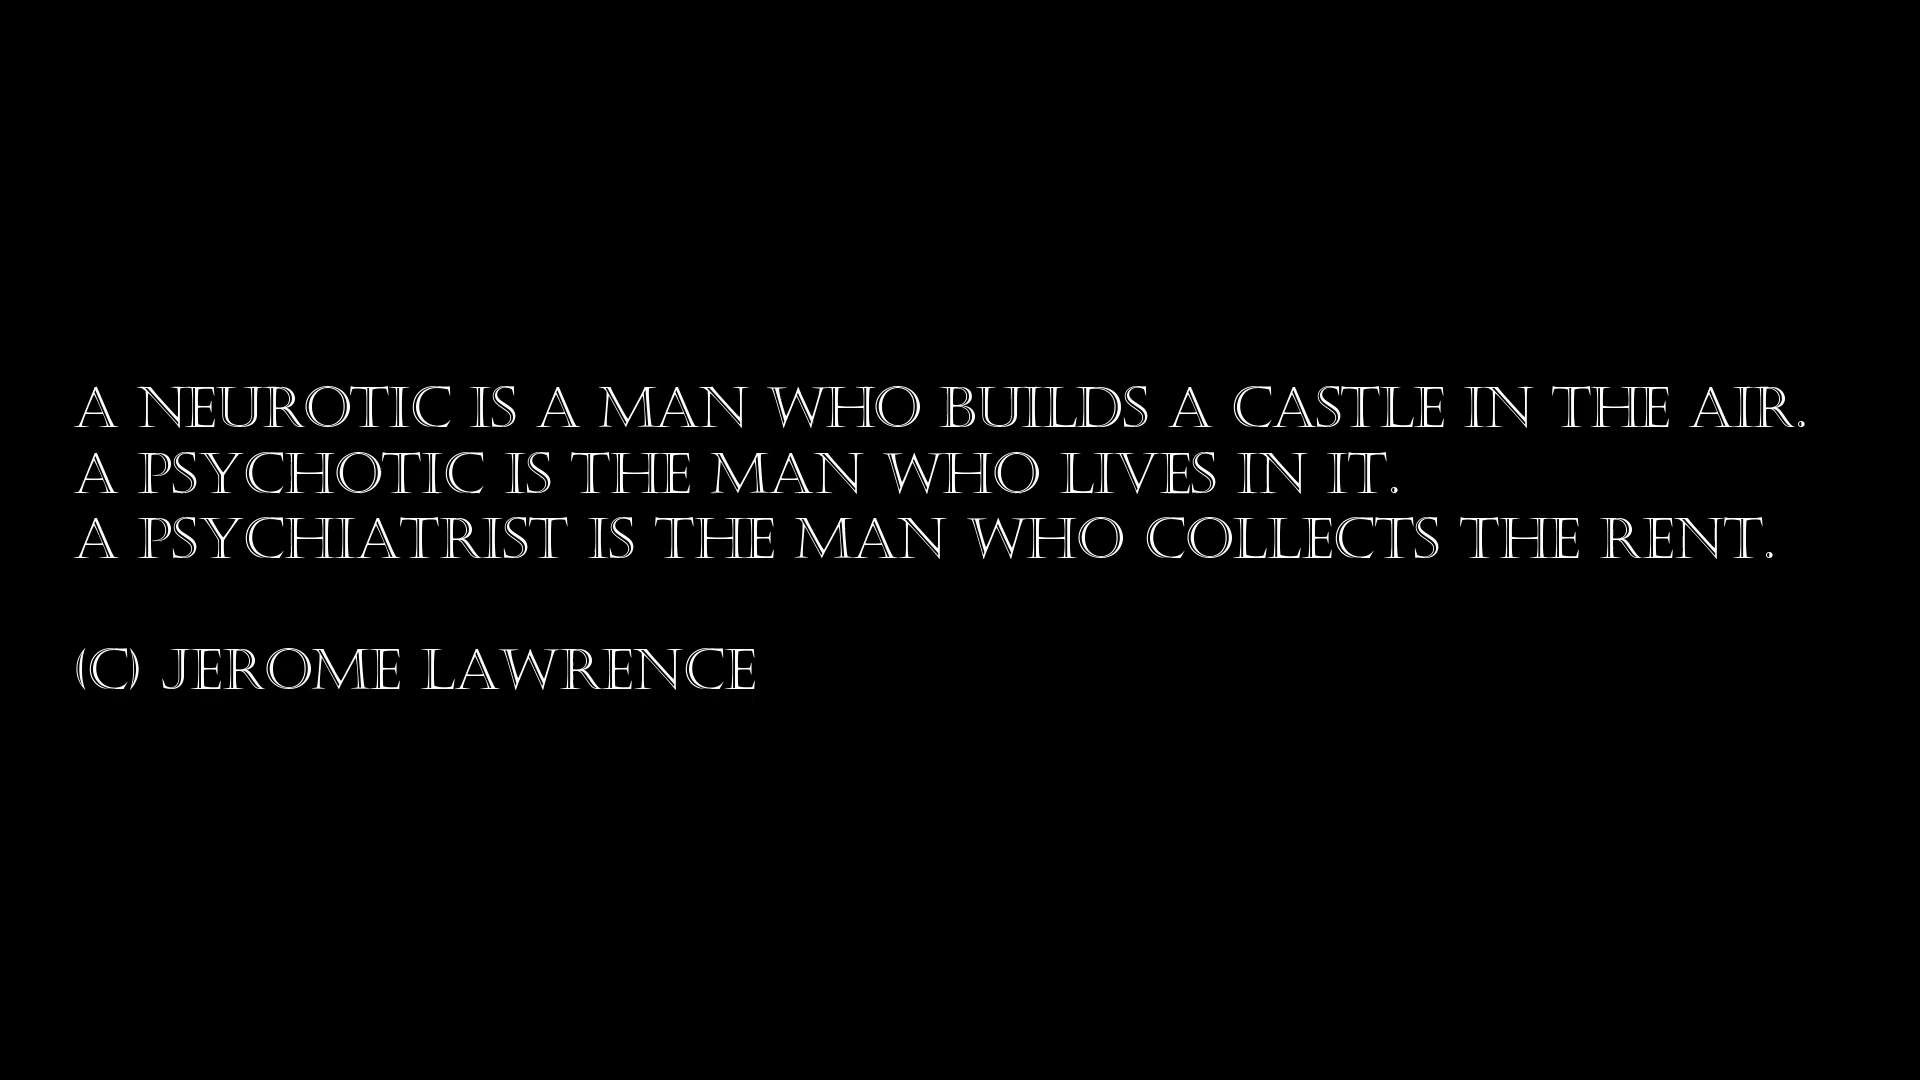 A NEUROTIC IS A MAN WHO BUILDS A CASTLE IN THE AIR.
A PSYCHOTIC IS THE MAN WHO LIVES IN IT.
A PSYCHIATRIST IS THE MAN WHO COLLECTS THE RENT.
(C) JEROME LAWRENCE